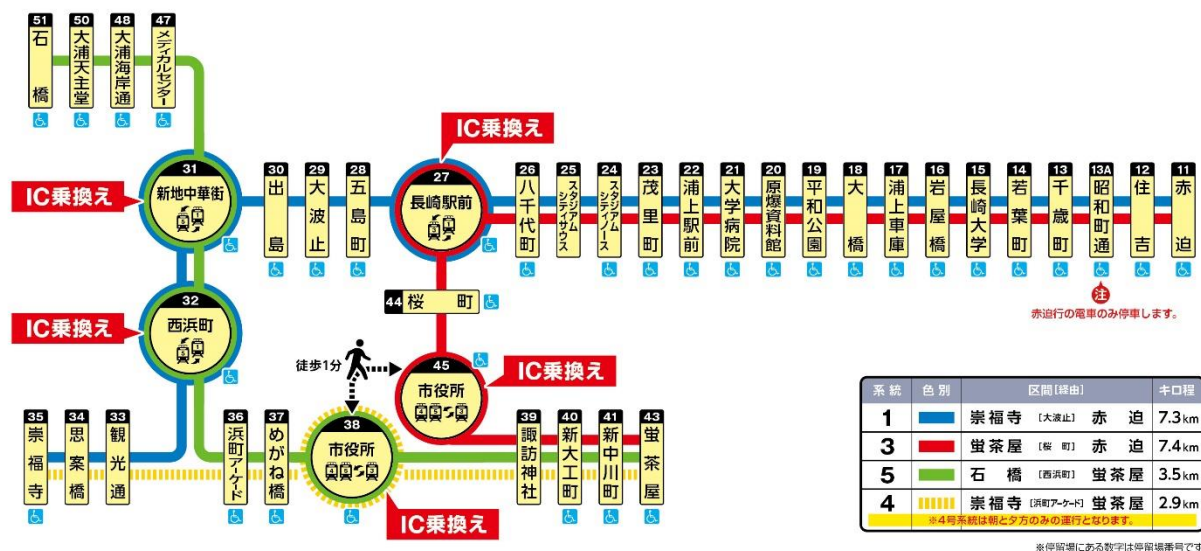 51 石橋
50 大浦天主堂
48 大浦海岸通
47 メディカルセンター
IC乗換え
31 新地中華街
30 出島
29 大波止
28 五島町
IC乗換え
27 長崎駅前
26 八千代町
25 スタジアムシティサウス
24 スタジアムシティノース
23 茂里町
22 浦上駅前
21 大学病院
20 原爆資料館
19 平和公園
18 大橋
17 浦上車庫
16 岩屋橋
15 長崎大学
14 若葉町
13 千歳町
13A 昭和町通
12 住吉
11 赤迫
注
赤迫行の電車のみ停車します。
IC乗換え
32 西浜町
44 桜町
徒歩1分
45 市役所
IC乗換え
35 崇福寺
34 思案橋
33 観光通
36 浜町アーケード
37 めがね橋
38 市役所
IC乗換え
39 諏訪神社
40 新大工町
41 新中川町
43 蛍茶屋
系統 色別 区間[経由] キロ程
1 崇福寺 [大波止] 赤迫 7.3km
3 蛍茶屋 [桜町] 赤迫 7.4km
5 石橋 [西浜町] 蛍茶屋 3.5km
4 崇福寺 [浜町アーケード] 蛍茶屋 2.9km
※4号系統は朝と夕方のみの運行となります。
※停留場にある数字は停留場番号です